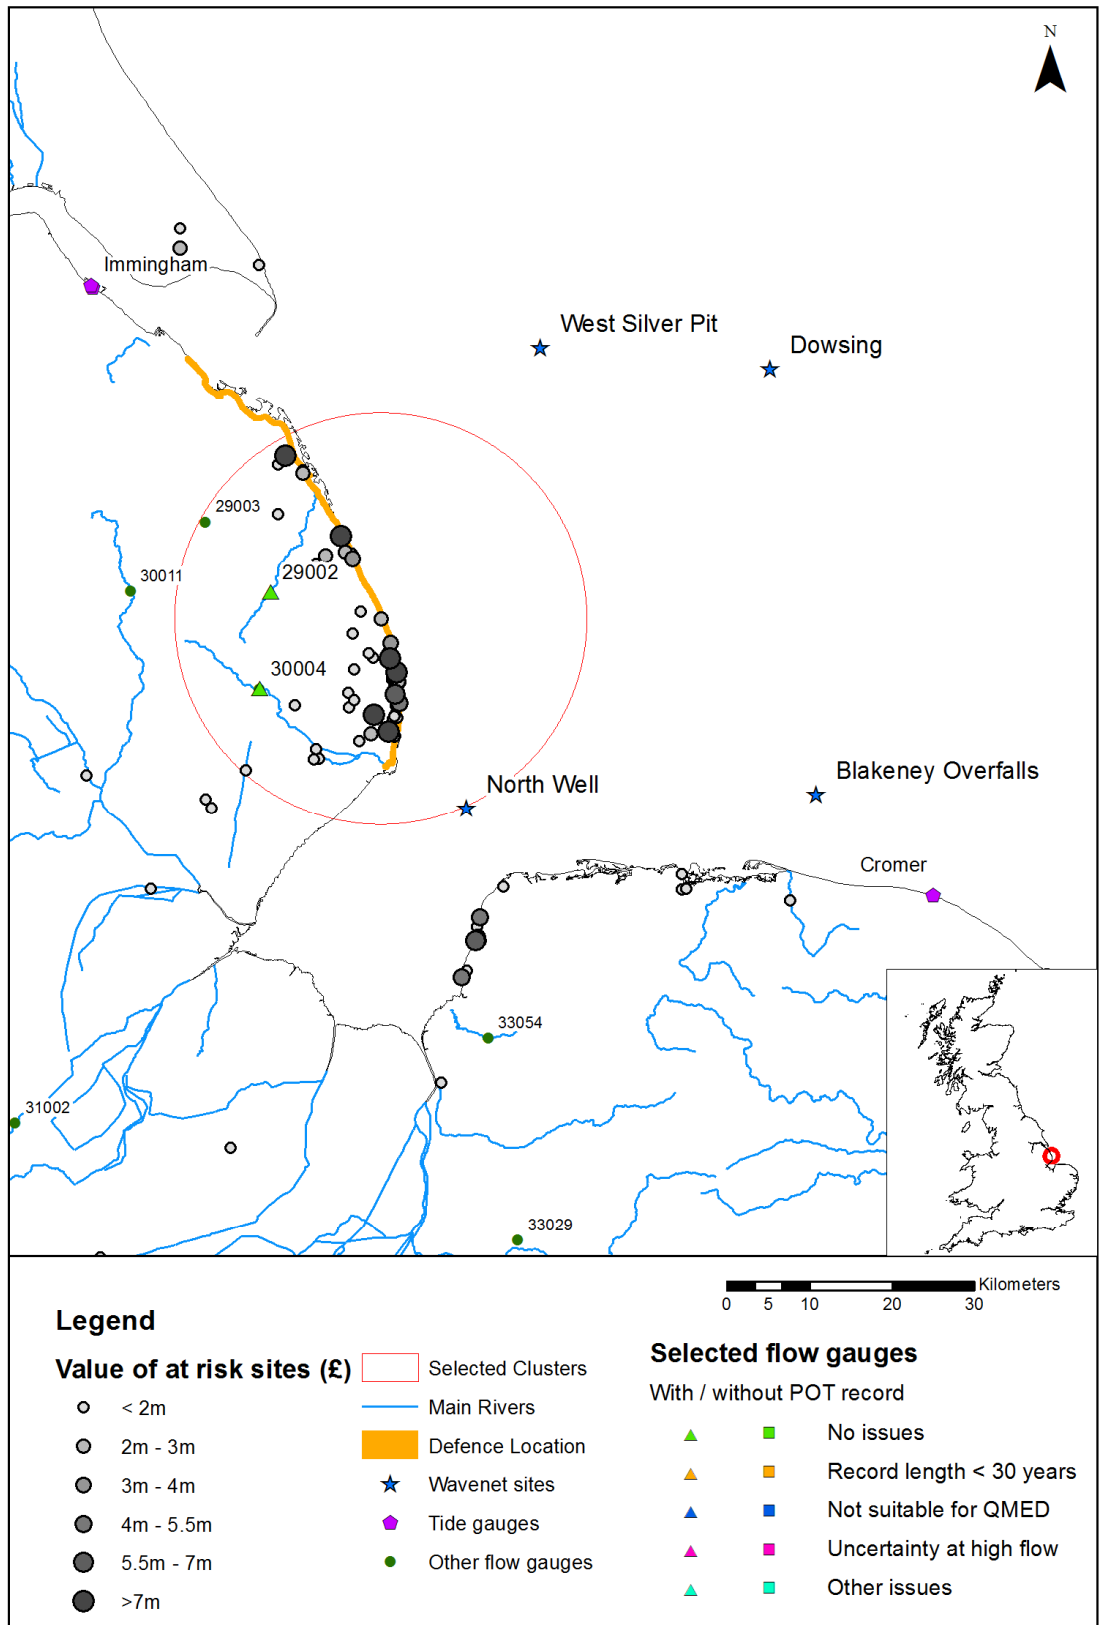 N
Immingham
West Silver Pit
Dowsing
29003
30011
29002
30004
North Well
Blakeney Overfalls
Cromer
33054
31002
33029
Kilometers
0 5 10 20 30
Legend
Value of at risk sites (£)
< 2m
2m - 3m
3m - 4m
4m - 5.5m
5.5m - 7m
>7m
Selected Clusters
Main Rivers
Defence Location
Wavenet sites
Tide gauges
Other flow gauges
Selected flow gauges
With / without POT record
No issues
Record length < 30 years
Not suitable for QMED
Uncertainty at high flow
Other issues